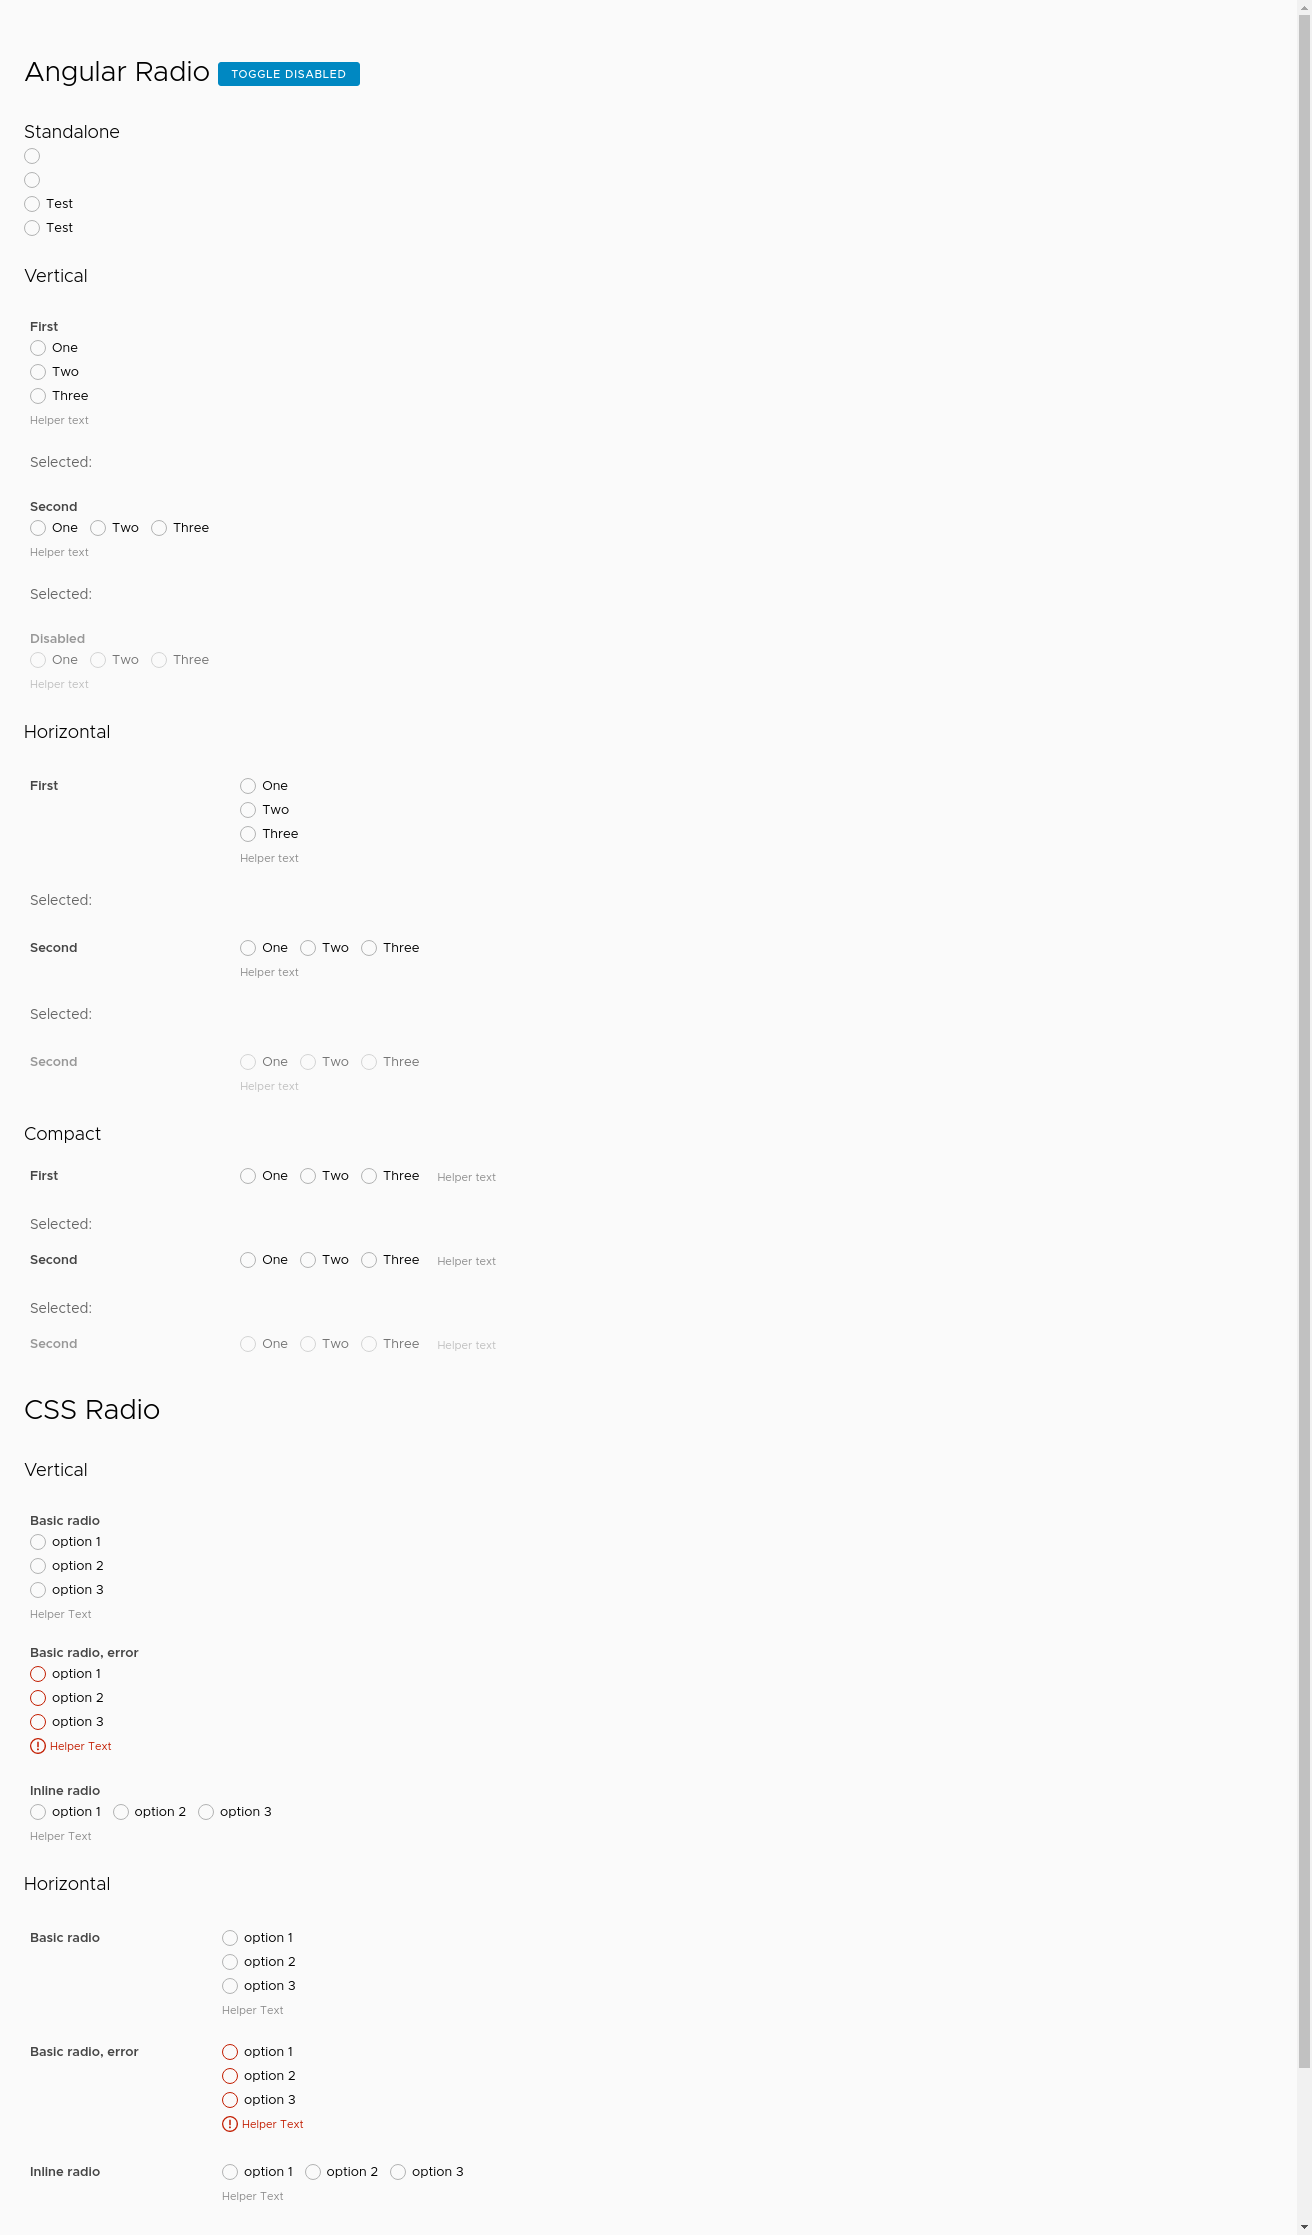 Angular Radio TOGGLE DISABLED
Standalone
Test
Test
Vertical
First
One
Two
Three
Helper text
Selected:
Second
One Two Three
Helper text
Selected:
Disabled
One Two Three
Helper text
Horizontal
First One
Two
Three
Helper text
Selected:
Second One Two Three
Helper text
Selected:
Second One Two Three
Helper text
Compact
First One Two Three Helper text
Selected:
Second One Two Three Helper text
Selected:
Second One Two Three Helper text
CSS Radio
Vertical
Basic radio
option 1
option 2
option 3
Helper Text
Basic radio, error
option 1
option 2
option 3
Helper Text
Inline radio
option 1 option 2 option 3
Helper Text
Horizontal
Basic radio option 1
option 2
option 3
Helper Text
Basic radio, error option 1
option 2
option 3
Helper Text
Inline radio option 1 option 2 option 3
Helper Text